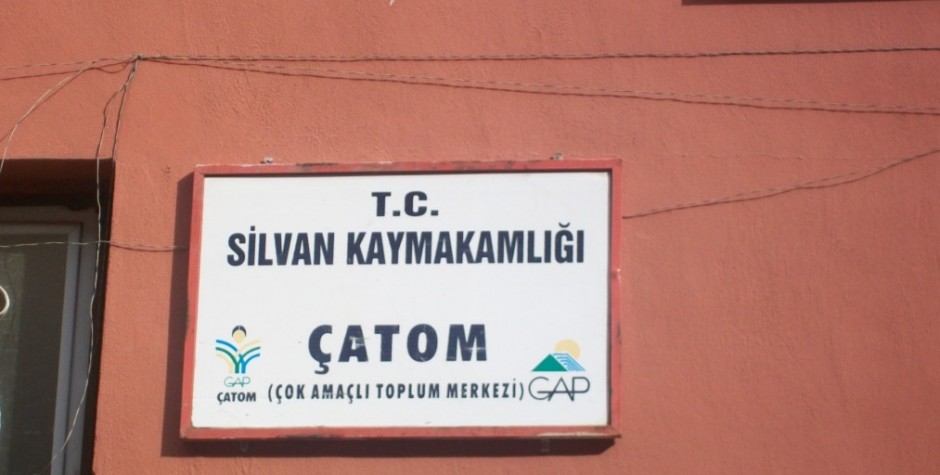 T.C.
SİLVAN KAYMAKAMLIĞI
ÇATOM
(ÇOK AMAÇLI TOPLUM MERKEZİ)
GAP
ÇATOM
GAP